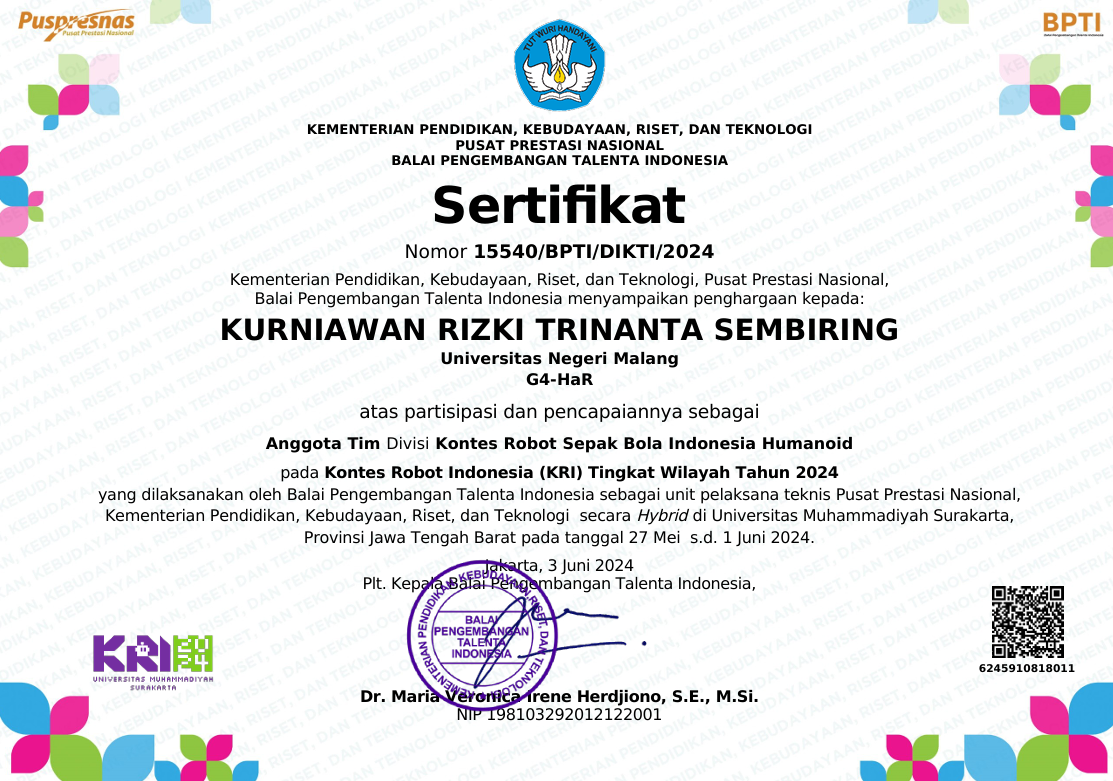 Puspresnas
Pusat Prestasi Nasional
BPTI
TUT WURI HANDAYANI
KEMENTERIAN PENDIDIKAN, KEBUDAYAAN, RISET, DAN TEKNOLOGI
PUSAT PRESTASI NASIONAL
BALAI PENGEMBANGAN TALENTA INDONESIA
Sertifikat
Nomor 15540/BPTI/DIKTI/2024
Kementerian Pendidikan, Kebudayaan, Riset, dan Teknologi, Pusat Prestasi Nasional,
Balai Pengembangan Talenta Indonesia menyampaikan penghargaan kepada:
KURNIAWAN RIZKI TRINANTA SEMBIRING
Universitas Negeri Malang
G4-HaR
atas partisipasi dan pencapaiannya sebagai
Anggota Tim Divisi Kontes Robot Sepak Bola Indonesia Humanoid
pada Kontes Robot Indonesia (KRI) Tingkat Wilayah Tahun 2024
yang dilaksanakan oleh Balai Pengembangan Talenta Indonesia sebagai unit pelaksana teknis Pusat Prestasi Nasional,
Kementerian Pendidikan, Kebudayaan, Riset, dan Teknologi secara Hybrid di Universitas Muhammadiyah Surakarta,
Provinsi Jawa Tengah Barat pada tanggal 27 Mei s.d. 1 Juni 2024.
Jakarta, 3 Juni 2024
Plt. Kepala Balai Pengembangan Talenta Indonesia,
KEMENTERIAN PENDIDIKAN, KEBUDAYAAN, RISET, DAN TEKNOLOGI
BALAI
PENGEMBANGAN
TALENTA
INDONESIA
Dr. Maria Veronica Irene Herdjiono, S.E., M.Si.
NIP 198103292012122001
KRI 2024
UNIVERSITAS MUHAMMADIYAH
SURAKARTA
6245910818011